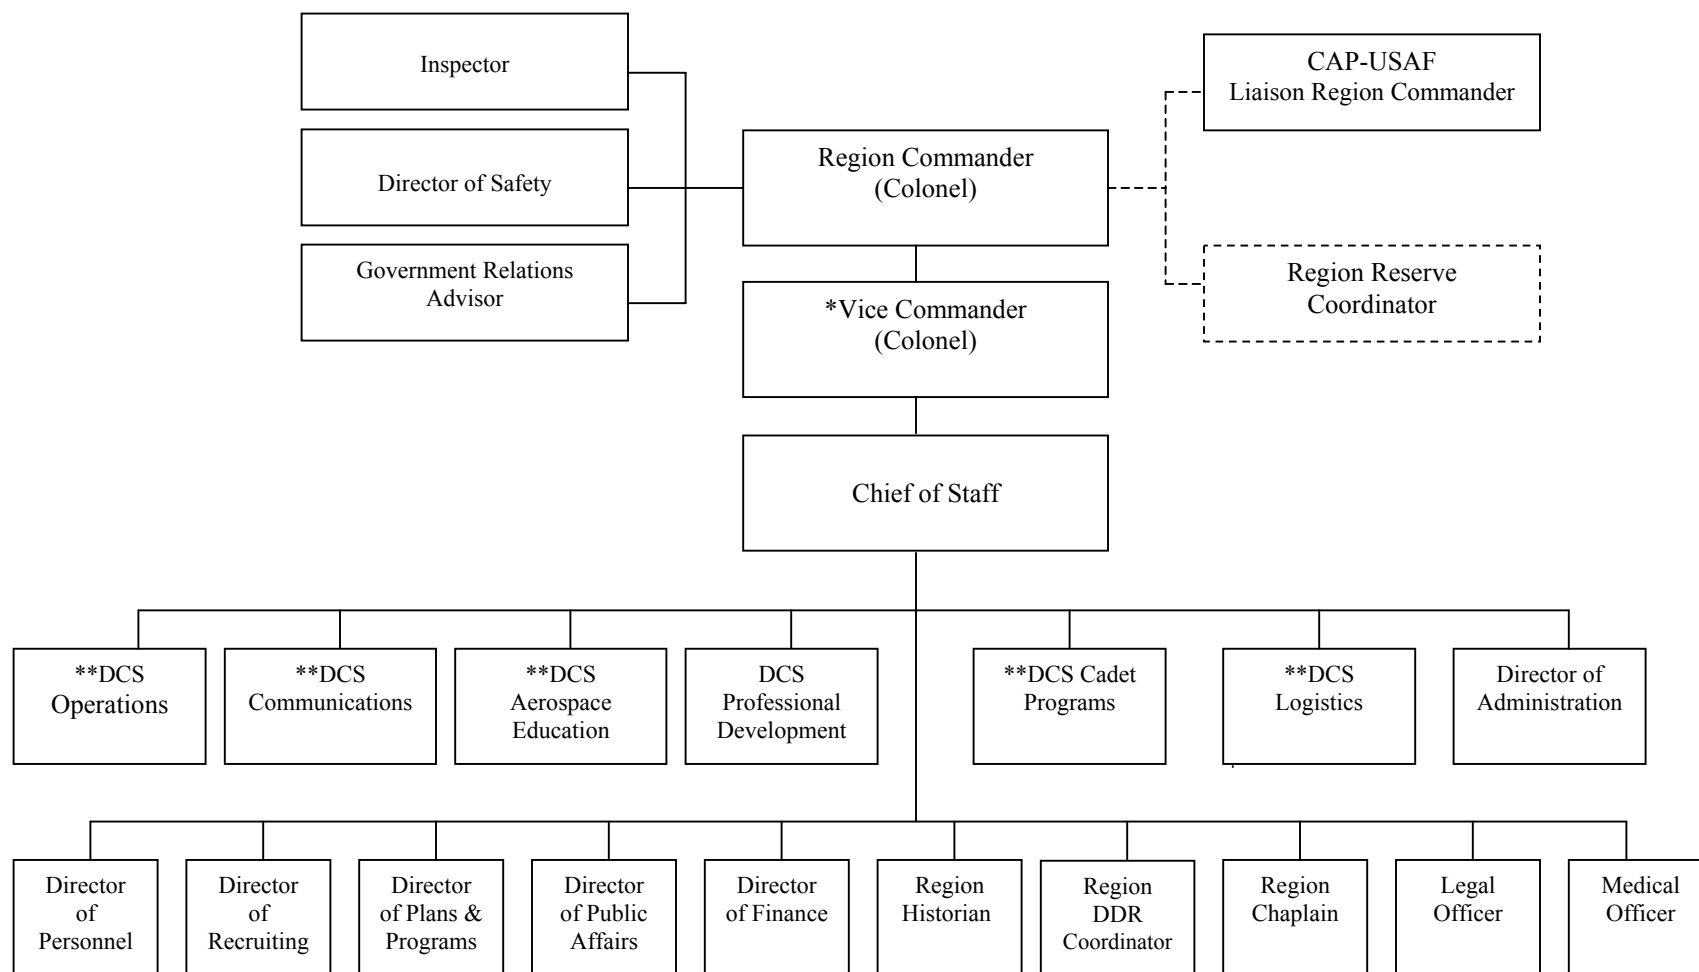 Inspector
CAP-USAF
Liaison Region Commander
Director of Safety
Region Commander
(Colonel)
Government Relations
Advisor
Region Reserve
Coordinator
*Vice Commander
(Colonel)
Chief of Staff
**DCS
Operations
**DCS
Communications
**DCS
Aerospace
Education
DCS
Professional
Development
**DCS Cadet
Programs
**DCS
Logistics
Director of
Administration
Director
of
Personnel
Director
of
Recruiting
Director
of Plans &
Programs
Director
of Public
Affairs
Director
of Finance
Region
Historian
Region
DDR
Coordinator
Region
Chaplain
Legal
Officer
Medical
Officer